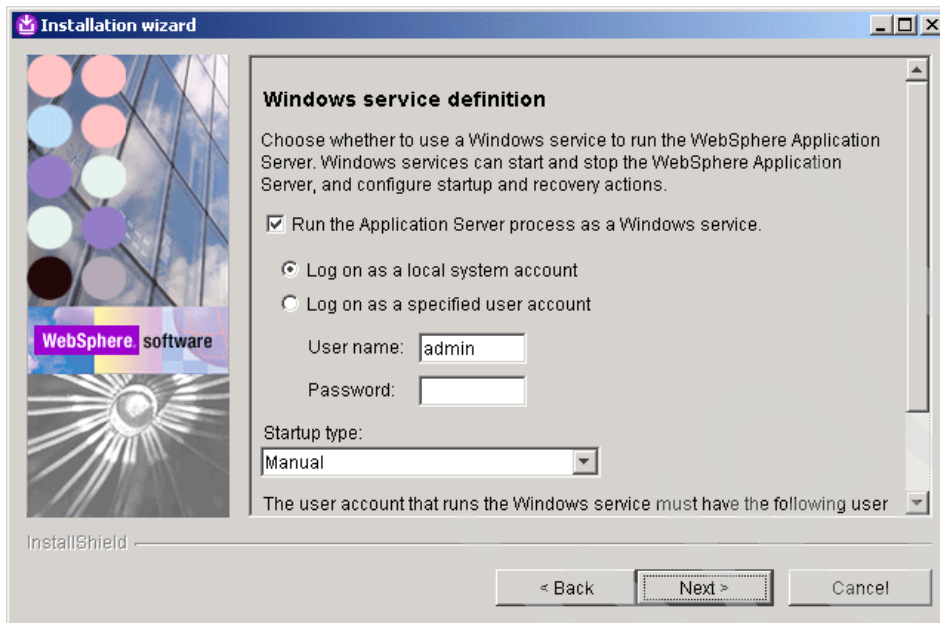 Installation wizard
Windows service definition
Choose whether to use a Windows service to run the WebSphere Application
Server. Windows services can start and stop the WebSphere Application
Server, and configure startup and recovery actions.
Run the Application Server process as a Windows service.
Log on as a local system account
Log on as a specified user account
WebSphere. software
User name: admin
Password:
Startup type:
Manual
The user account that runs the Windows service must have the following user
InstallShield
< Back Next > Cancel